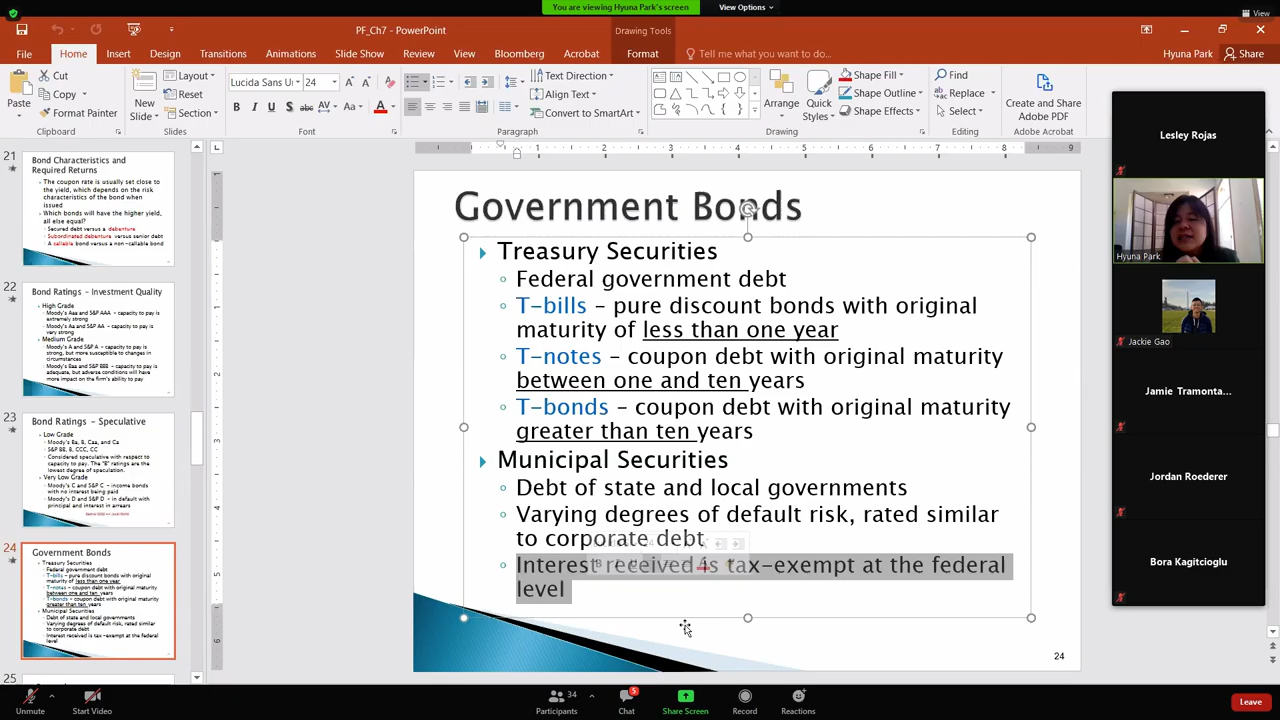 You are viewing Hyuna Park's screen
View Options
View
PF_Ch7 - PowerPoint
Drawing Tools
File
Home
Insert
Design
Transitions
Animations
Slide Show
Review
View
Bloomberg
Acrobat
Format
Tell me what you want to do...
Hyuna Park
Share
Paste
Cut
Copy
Format Painter
Clipboard
New
Slide
Layout
Reset
Section
Slides
Lucida Sans U
24
Font
Text Direction
Align Text
Convert to SmartArt
Paragraph
Arrange
Quick
Styles
Shape Fill
Shape Outline
Shape Effects
Drawing
Find
Replace
Select
Editing
Create and Share
Adobe PDF
Adobe Acrobat
21
Bond Characteristics and
Required Returns
The coupon rate is usually set close to
the yield, which depends on the risk
characteristics of the bond when
issued
Which bonds will have the higher yield,
all else equal?
Secured debt versus a debenture
Subordinated debenture versus senior debt
A callable bond versus a non-callable bond
22
Bond Ratings – Investment Quality
High Grade
Moody's Aaa and S&P AAA – capacity to pay is
extremely strong
Moody's Aa and S&P AA – capacity to pay is
very strong
Medium Grade
Moody's A and S&P A – capacity to pay is
strong, but more susceptible to changes in
circumstances
Moody's Baa and S&P BBB – capacity to pay is
adequate, but adverse conditions will
have more impact on the firm's ability to pay
23
Bond Ratings – Speculative
Low Grade
Moody's Ba, B, Caa, and Ca
S&P BB, B, CCC, CC
Considered speculative with respect to
capacity to pay. The "B" ratings are the
lowest degree of speculation.
Very Low Grade
Moody's C and S&P C – income bonds
with no interest being paid
Moody's D and S&P D – in default with
principal and interest in arrears
24
Government Bonds
Treasury Securities
Federal government debt
T-bills – pure discount bonds with original
maturity of less than one year
T-notes – coupon debt with original maturity
between one and ten years
T-bonds – coupon debt with original maturity
greater than ten years
Municipal Securities
Debt of state and local governments
Varying degrees of default risk, rated similar
to corporate debt
Interest received is tax-exempt at the federal
level
25
1
2
3
4
5
6
7
8
9
1
1
2
3
4
5
6
Government Bonds
Treasury Securities
Federal government debt
T-bills – pure discount bonds with original
maturity of less than one year
T-notes – coupon debt with original maturity
between one and ten years
T-bonds – coupon debt with original maturity
greater than ten years
Municipal Securities
Debt of state and local governments
Varying degrees of default risk, rated similar
to corporate debt
Interest received is tax-exempt at the federal
level
24
Lesley Rojas
Hyuna Park
Jackie Gao
Jamie Tramonta...
Jordan Roederer
Bora Kagitcioglu
Unmute
Start Video
34
Participants
5
Chat
Share Screen
Record
Reactions
Leave